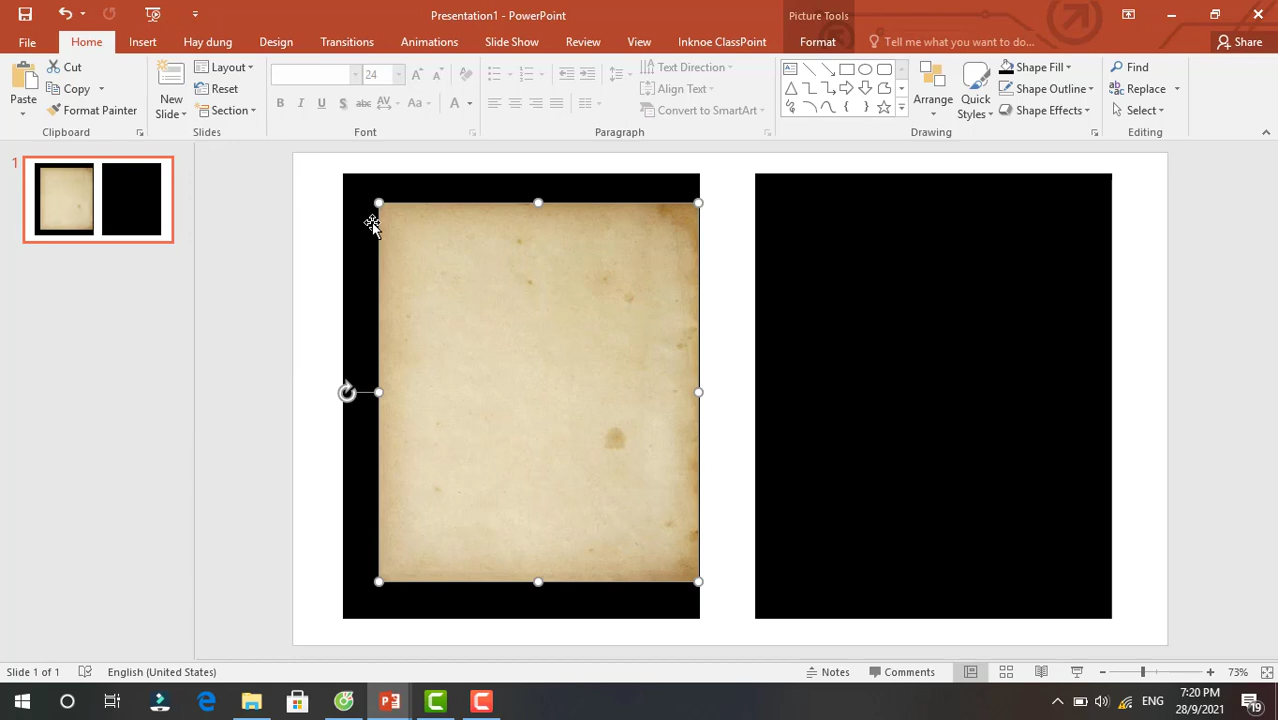 Presentation1 - PowerPoint
Picture Tools
File
Home
Insert
Hay dung
Design
Transitions
Animations
Slide Show
Review
View
Inknoe ClassPoint
Format
Tell me what you want to do...
Share
Paste
Cut
Copy
Format Painter
Clipboard
New
Slide
Layout
Reset
Section
Slides
24
B I U S abc AV Aa A
Font
Text Direction
Align Text
Convert to SmartArt
Paragraph
Arrange
Quick
Styles
Shape Fill
Shape Outline
Shape Effects
Drawing
Find
Replace
Select
Editing
1
Slide 1 of 1
English (United States)
Notes
Comments
73%
ENG
7:20 PM
28/9/2021
19